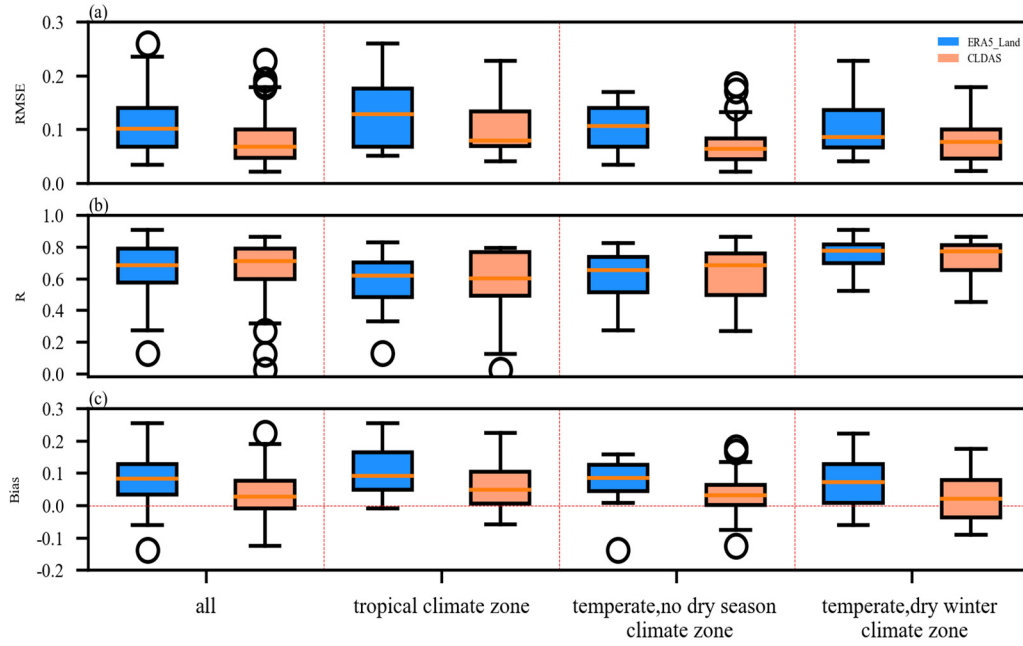 (a)
0.3
0.2
0.1
0.0
RMSE
ERA5_Land
CLDAS
(b)
1.0
0.8
0.6
0.4
0.2
0.0
R
(c)
0.3
0.2
0.1
0.0
-0.1
-0.2
Bias
all
tropical climate zone
temperate,no dry season
climate zone
temperate,dry winter
climate zone